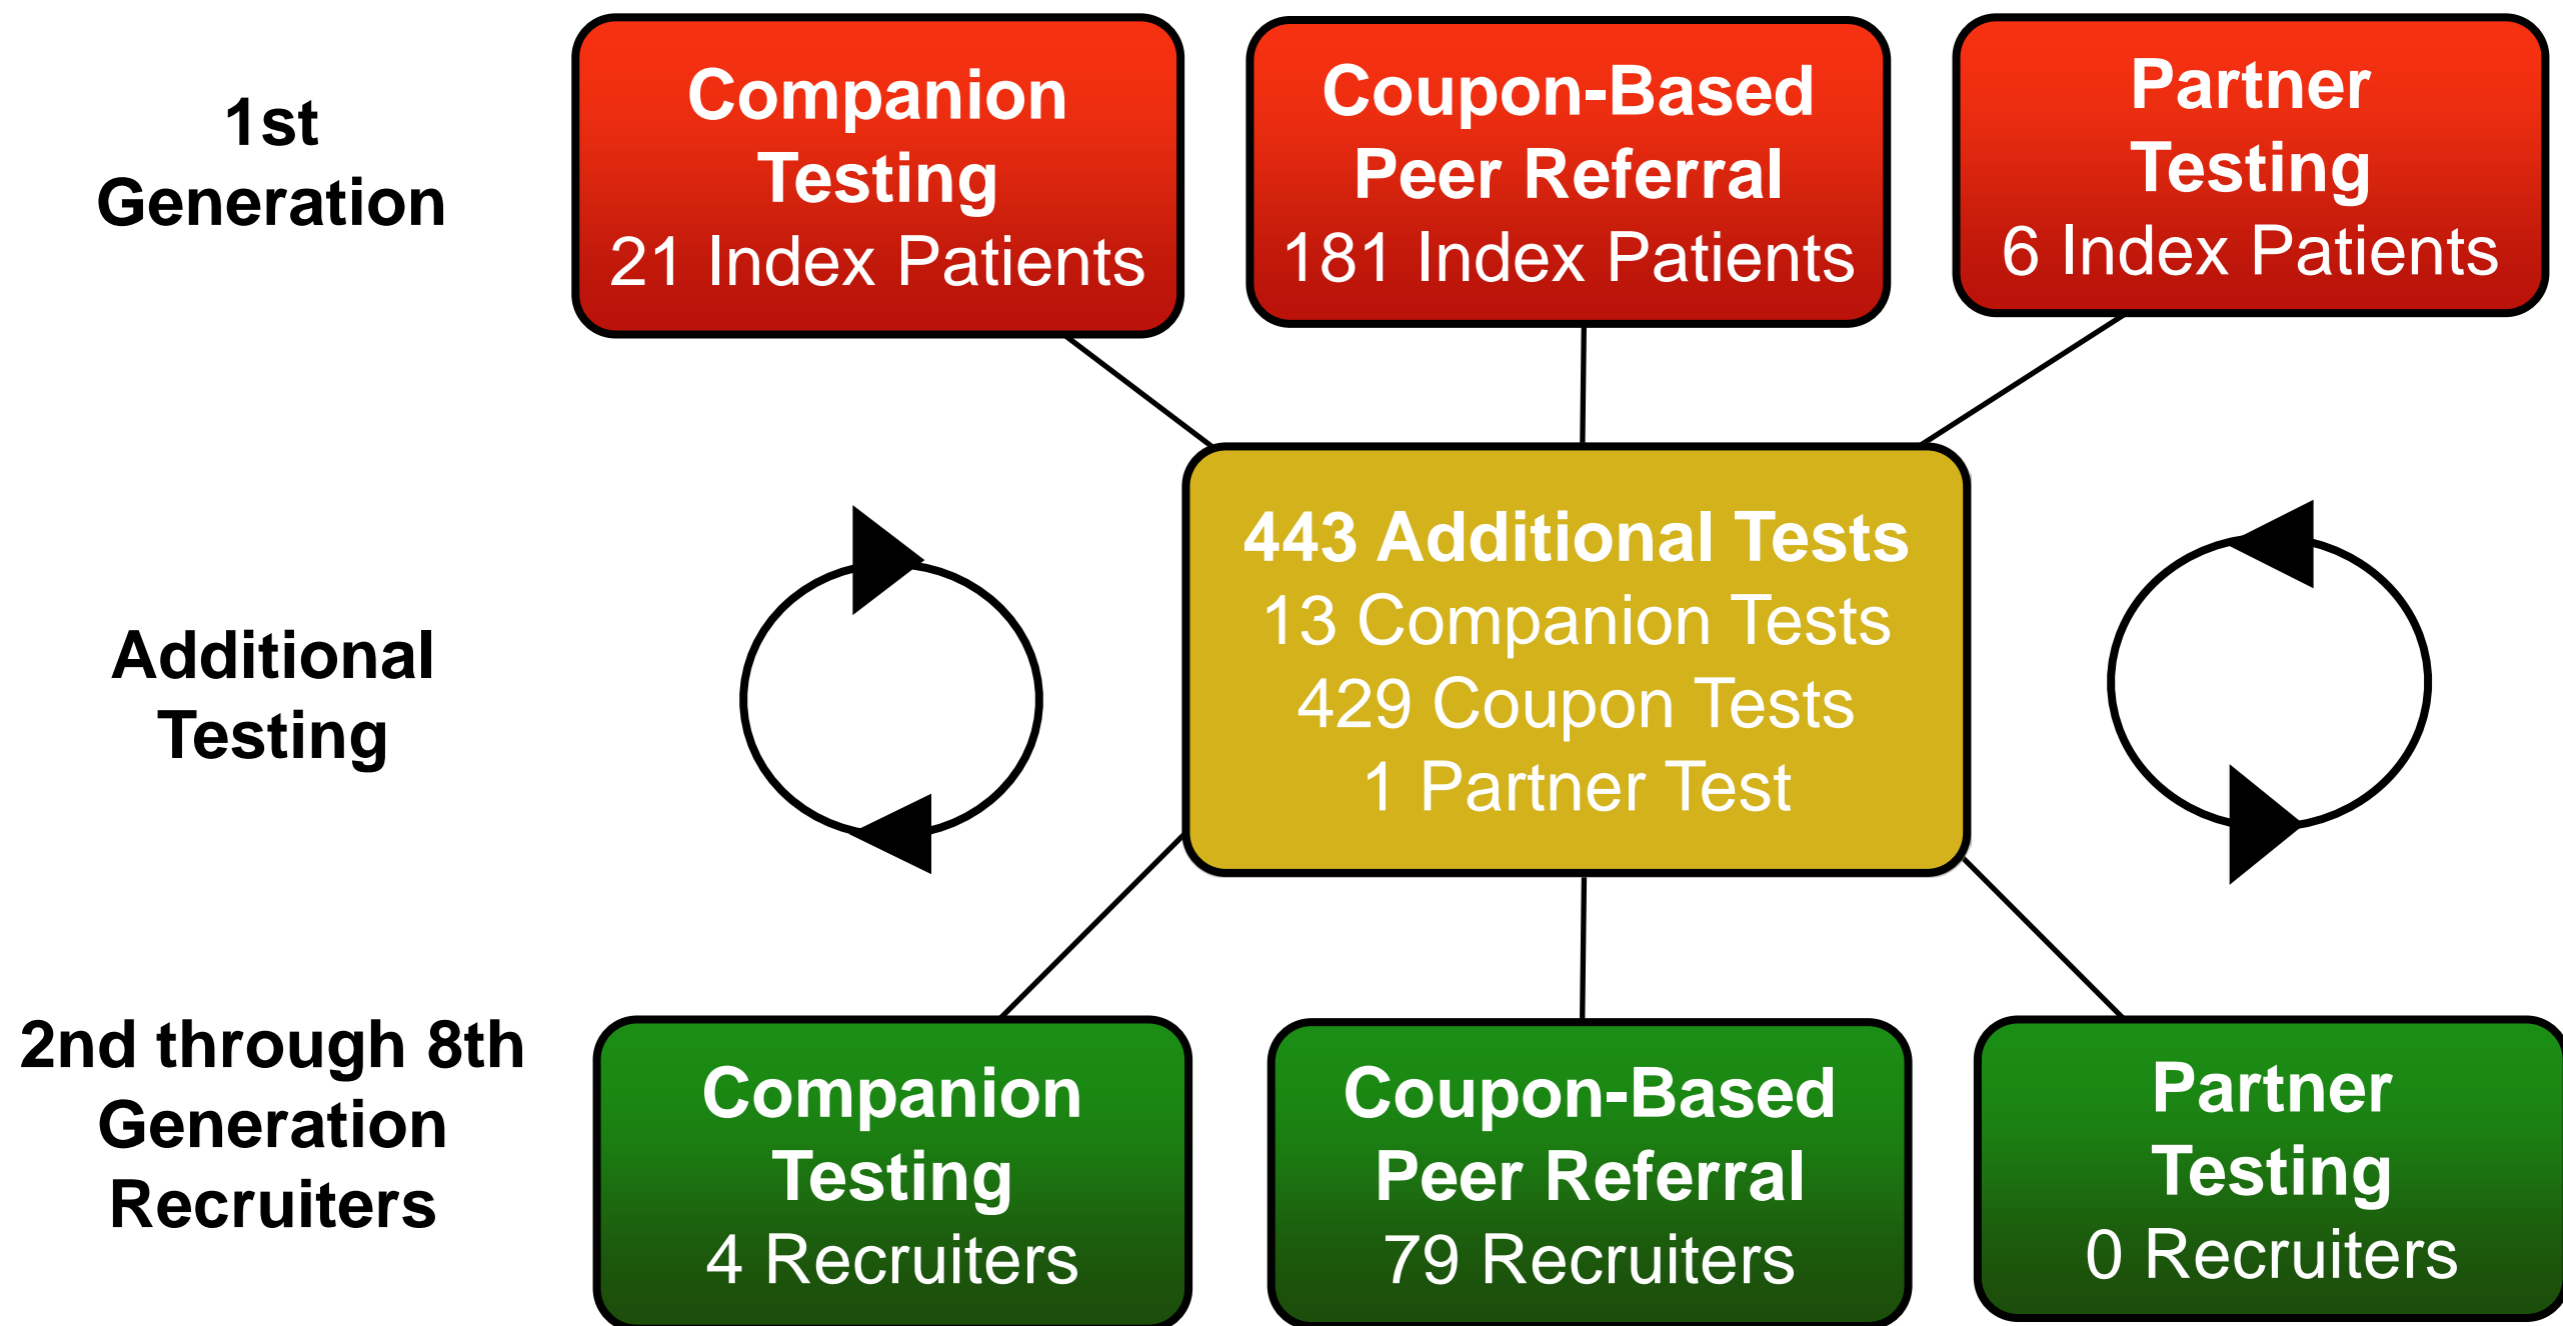 1st
Generation
Companion
Testing
21 Index Patients
Coupon-Based
Peer Referral
181 Index Patients
Partner
Testing
6 Index Patients
Additional
Testing
443 Additional Tests
13 Companion Tests
429 Coupon Tests
1 Partner Test
2nd through 8th
Generation
Recruiters
Companion
Testing
4 Recruiters
Coupon-Based
Peer Referral
79 Recruiters
Partner
Testing
0 Recruiters